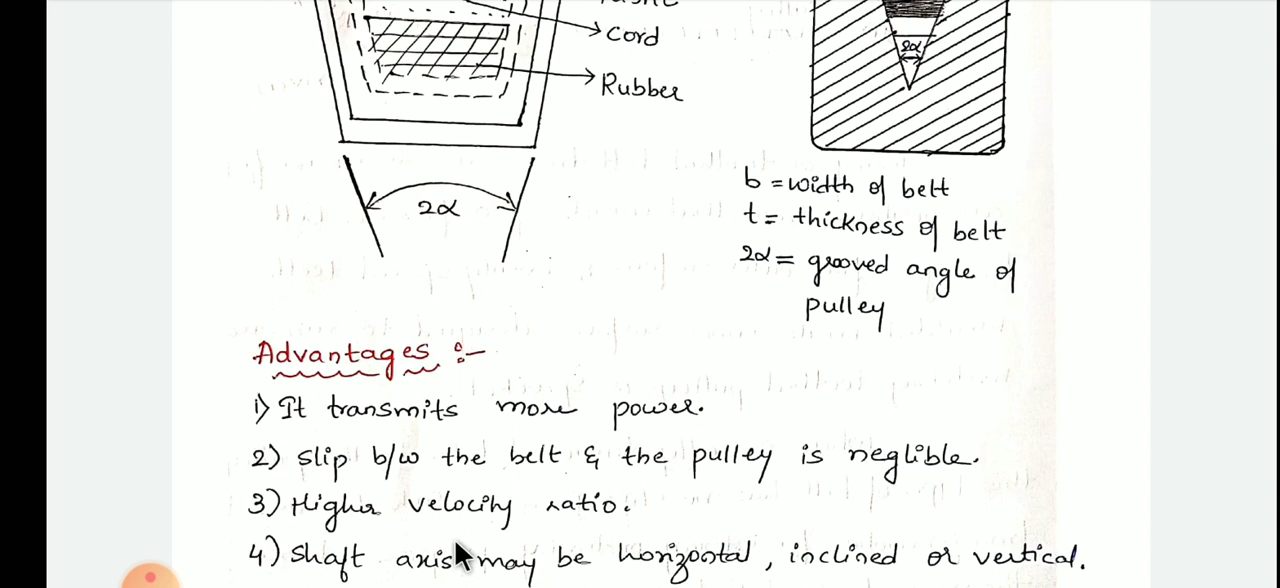 Cord
2α
Rubber
2α
b = width of belt
t = thickness of belt
2α = grooved angle of
pulley
Advantages :-
1) It transmits more power.
2) Slip b/w the belt & the pulley is neglible.
3) Higher velocity ratio.
4) Shaft axis may be horizontal, inclined or vertical.